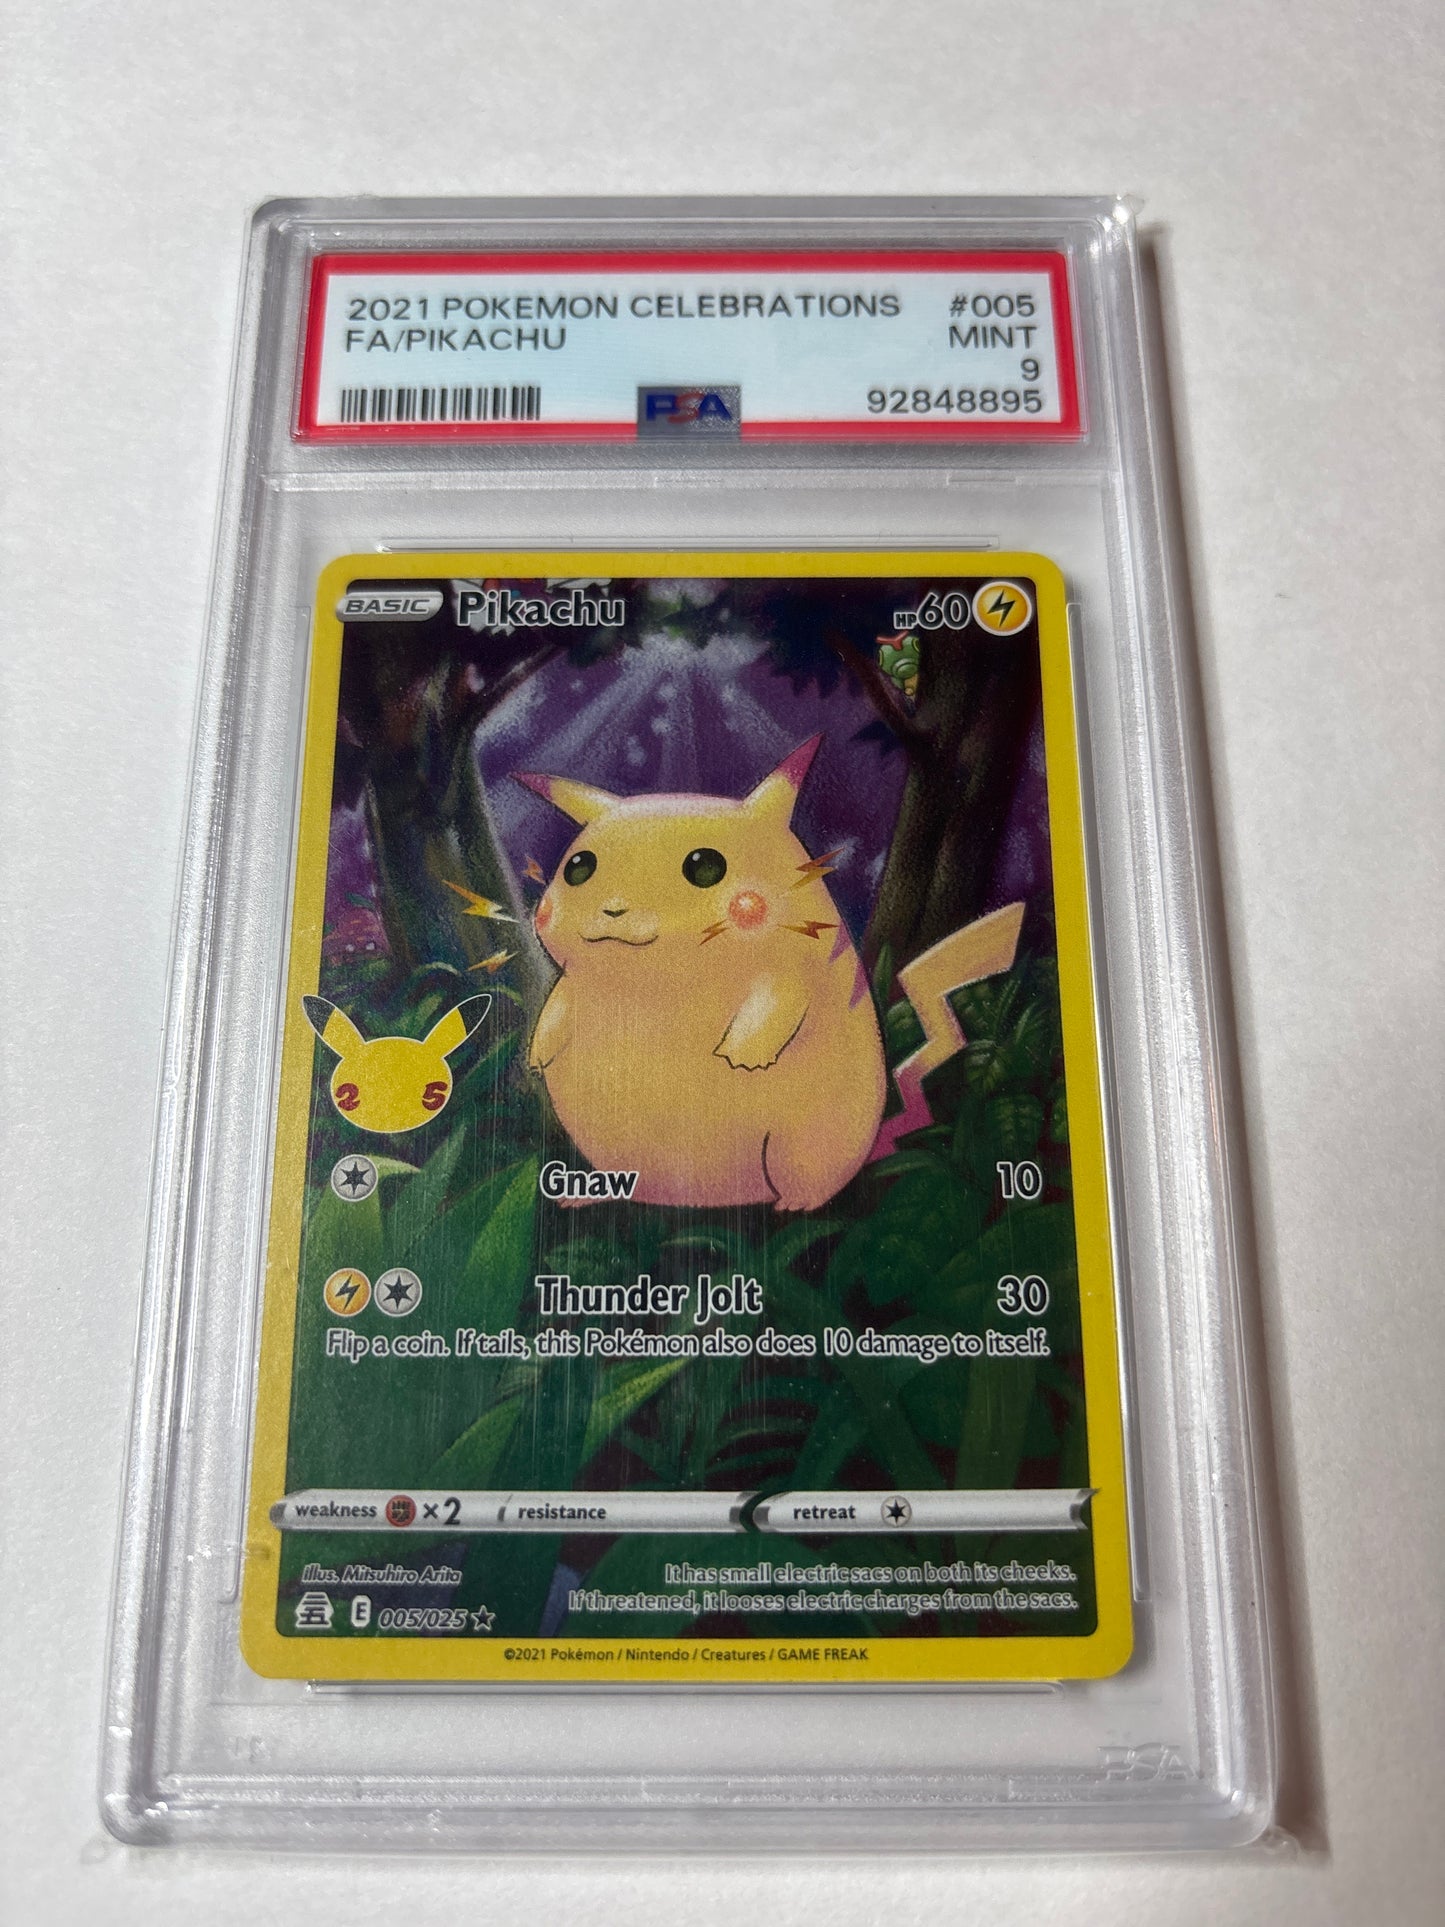 2021 POKEMON CELEBRATIONS #005
FA/PIKACHU MINT
9
PSA 92848895
BASIC Pikachu HP60
25
Gnaw 10
Thunder Jolt 30
Flip a coin. If tails, this Pokémon also does 10 damage to itself.
weakness ×2 resistance retreat
Illus. Mitsuhiro Arita
It has small electric sacs on both its cheeks.
If threatened, it looses electric charges from the sacs.
E 005/025
©2021 Pokémon / Nintendo / Creatures / GAME FREAK
PSA